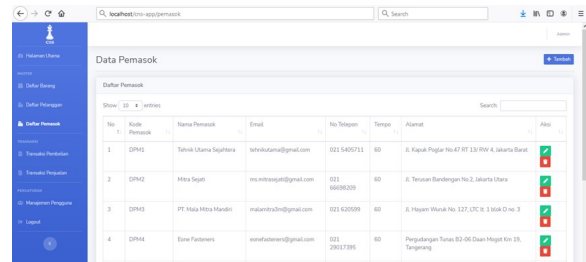 localhost/cms-app/pemasok
Search
Admin
Halaman Utama
Data Pemasok
+ Tambah
MASTER
Daftar Barang
Daftar Pemasok
Show 10 entries
Search:
Daftar Pelanggan
No Kode Pemasok Nama Pemasok Email No Telepon Tempo Alamat Aksi
Daftar Pemasok
TRANSAKSI
1 DPM1 Tehnik Utama Sejahtera tehnikutama@gmail.com 021 5405711 60 Jl. Kapuk Poglar No.47 RT 13/ RW 4, Jakarta Barat
Transaksi Pembelian
Transaksi Penjualan
2 DPM2 Mitra Sejati ms.mitrasejati@gmail.com 021 66698209 60 Jl. Terusan Bandengan No.2, Jakarta Utara
PENGATURAN
Manajemen Pengguna
3 DPM3 PT. Mala Mitra Mandiri malamitra3m@gmail.com 021 620599 60 Jl. Hayam Wuruk No. 127, LTC lt. 1 blok D no. 3
Logout
4 DPM4 Eone Fasteners eonefasteners@gmail.com 021 29017395 60 Pergudangan Tunas B2-06.Daan Mogot Km 19, Tangerang